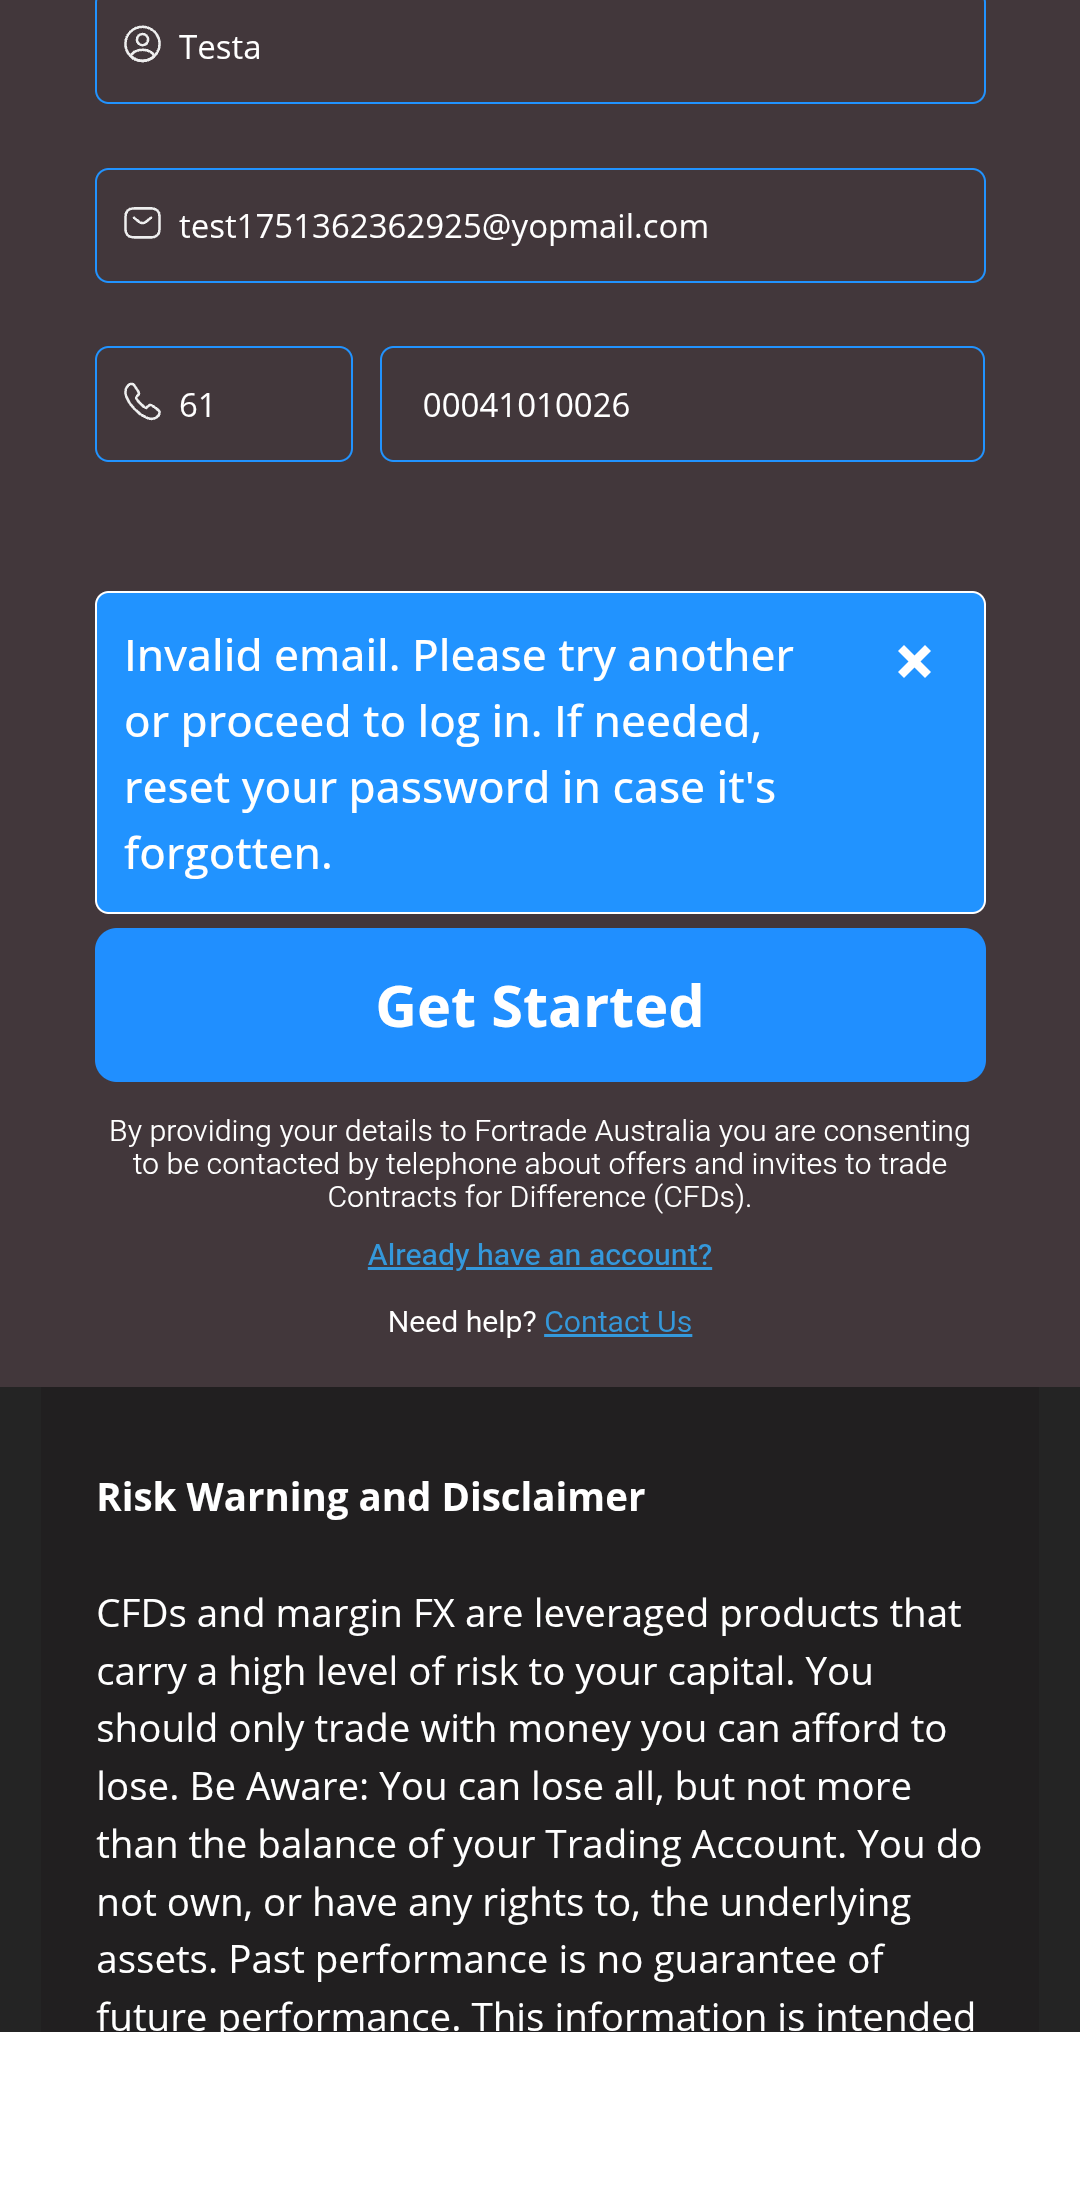 Testa
test1751362362925@yopmail.com
61
00041010026
Invalid email. Please try another
or proceed to log in. If needed,
reset your password in case it's
forgotten.
Get Started
By providing your details to Fortrade Australia you are consenting
to be contacted by telephone about offers and invites to trade
Contracts for Difference (CFDs).
Already have an account?
Need help? Contact Us
Risk Warning and Disclaimer
CFDs and margin FX are leveraged products that
carry a high level of risk to your capital. You
should only trade with money you can afford to
lose. Be Aware: You can lose all, but not more
than the balance of your Trading Account. You do
not own, or have any rights to, the underlying
assets. Past performance is no guarantee of
future performance. This information is intended